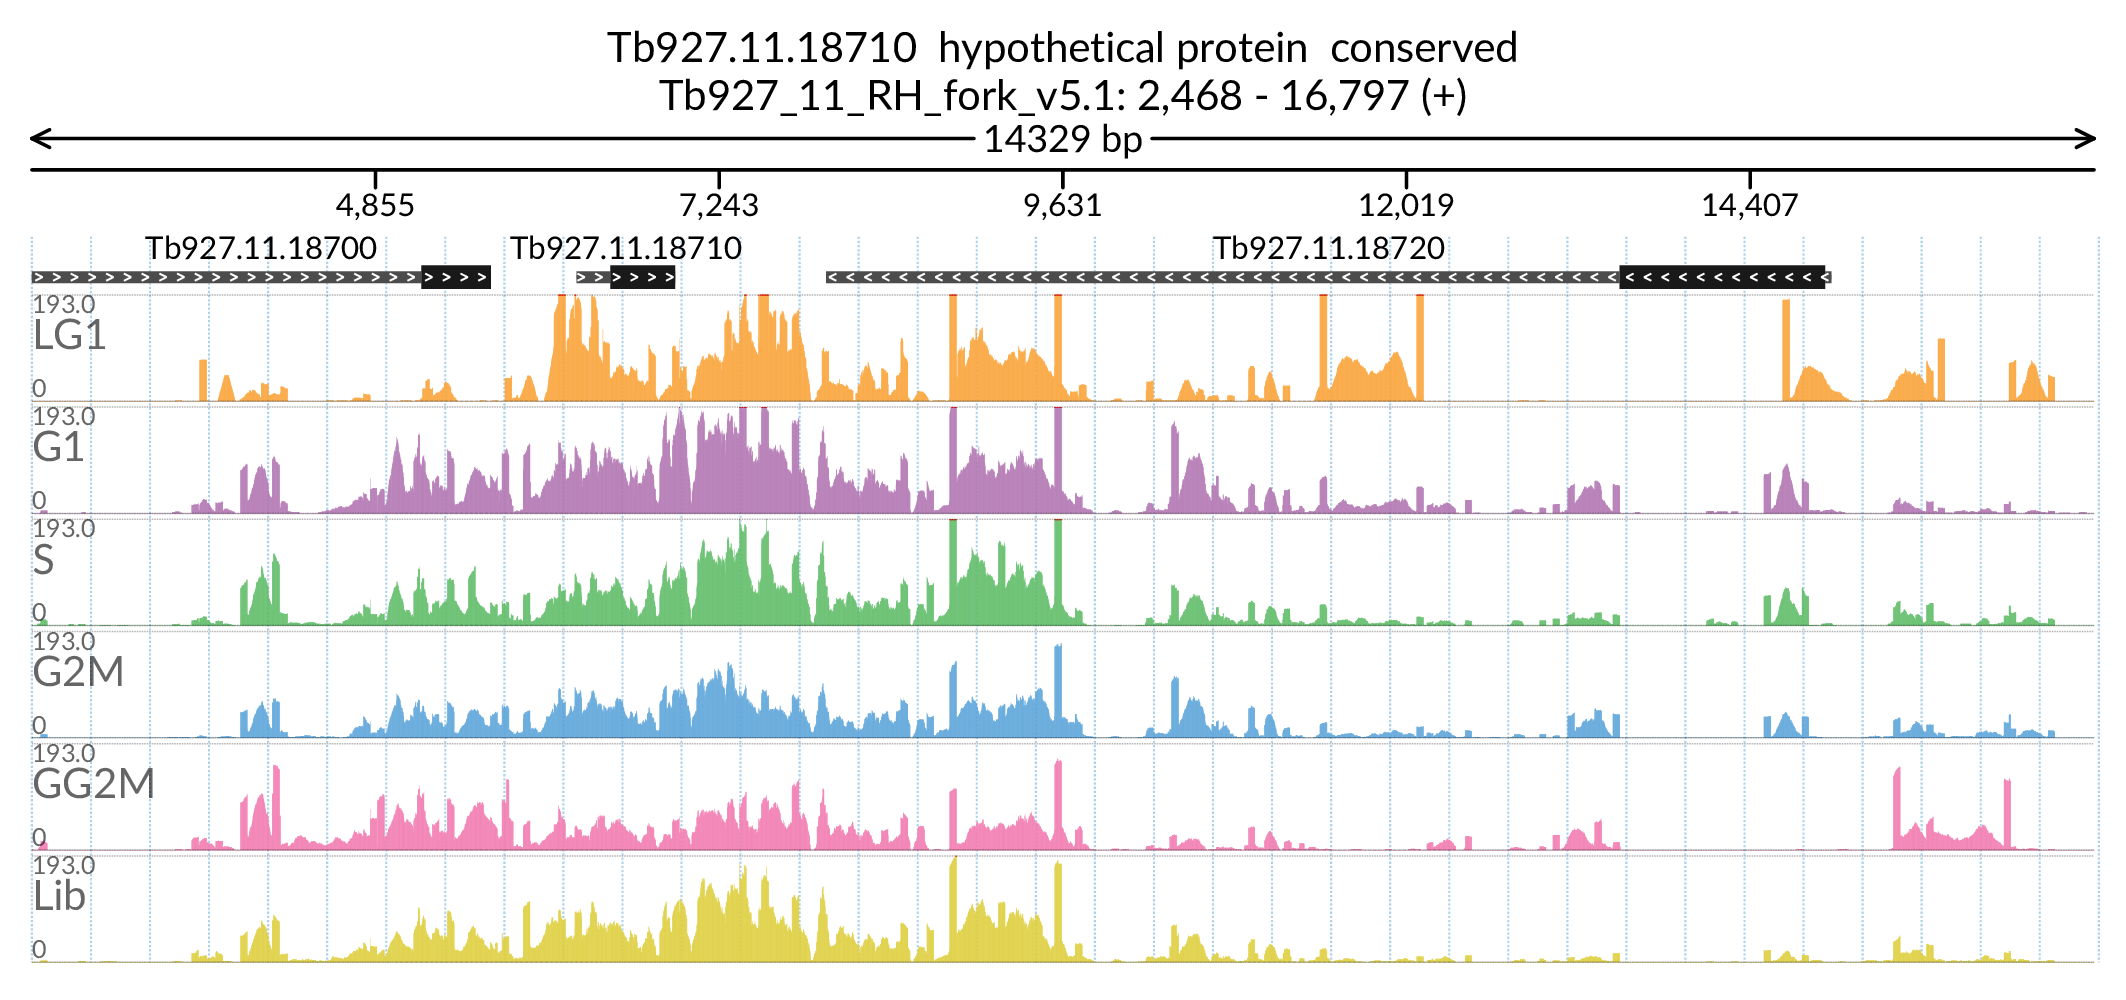 Tb927.11.18710  hypothetical protein  conserved
Tb927_11_RH_fork_v5.1: 2,468 - 16,797 (+)
14329 bp
4,855 7,243 9,631 12,019 14,407
Tb927.11.18700 Tb927.11.18710 Tb927.11.18720
193.0
LG1
0
193.0
G1
0
193.0
S
0
193.0
G2M
0
193.0
GG2M
0
193.0
Lib
0